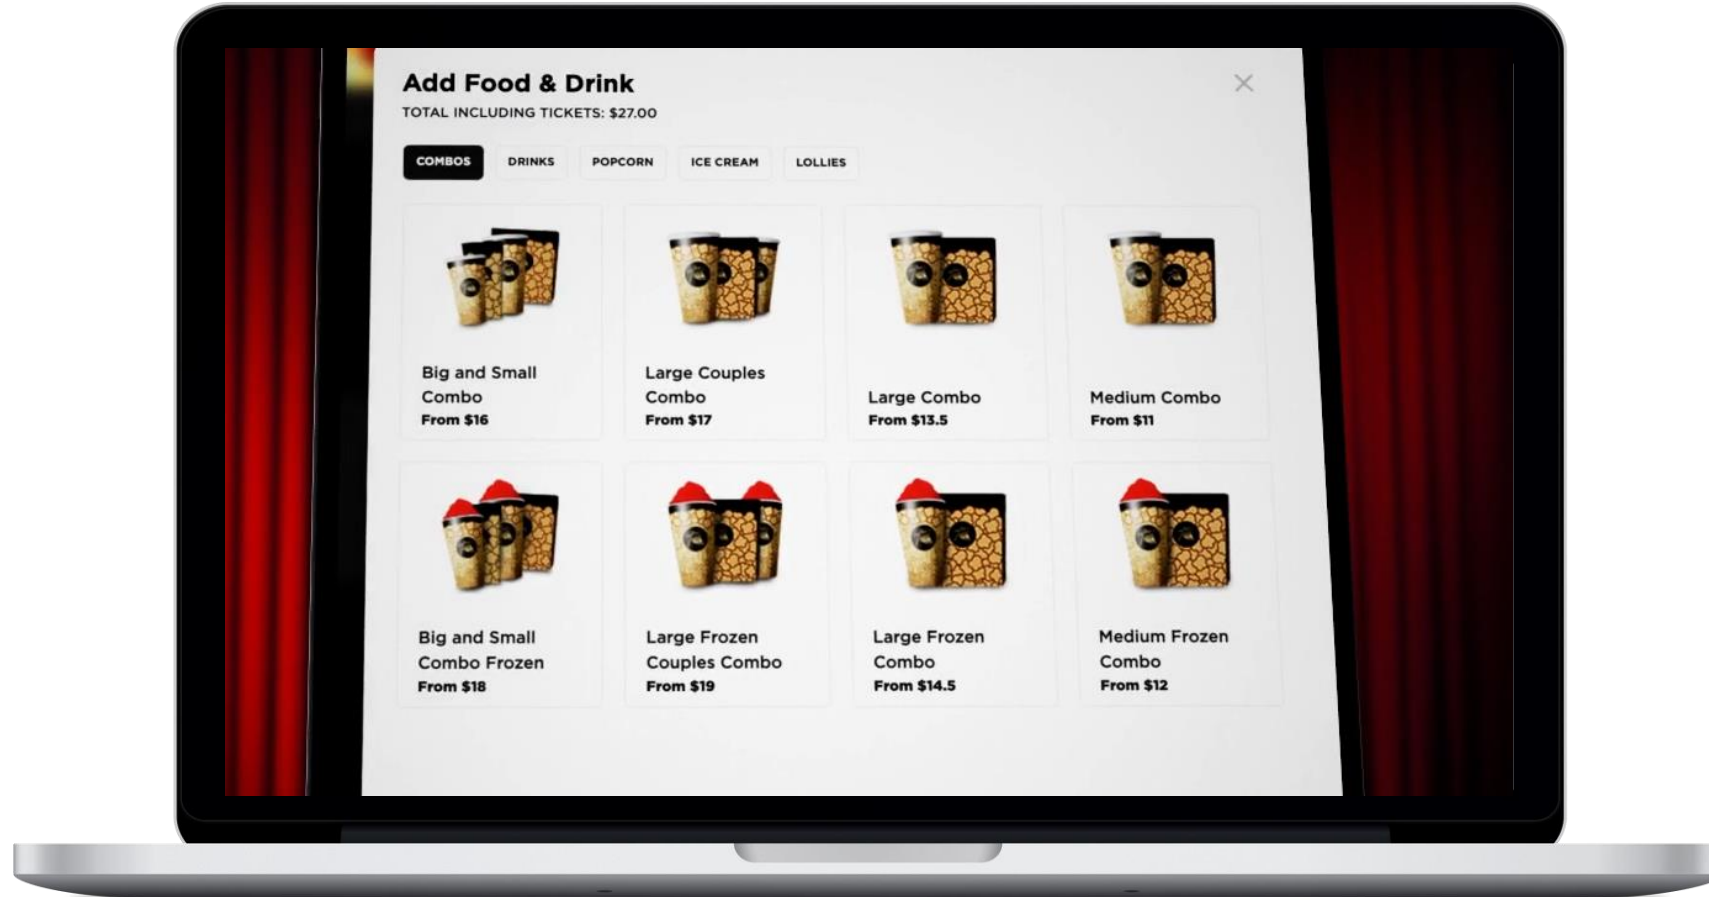 Add Food & Drink
TOTAL INCLUDING TICKETS: $27.00
COMBOS
DRINKS
POPCORN
ICE CREAM
LOLLIES
Big and Small
Combo
From $16
Large Couples
Combo
From $17
Large Combo
From $13.5
Medium Combo
From $11
Big and Small
Combo Frozen
From $18
Large Frozen
Couples Combo
From $19
Large Frozen
Combo
From $14.5
Medium Frozen
Combo
From $12